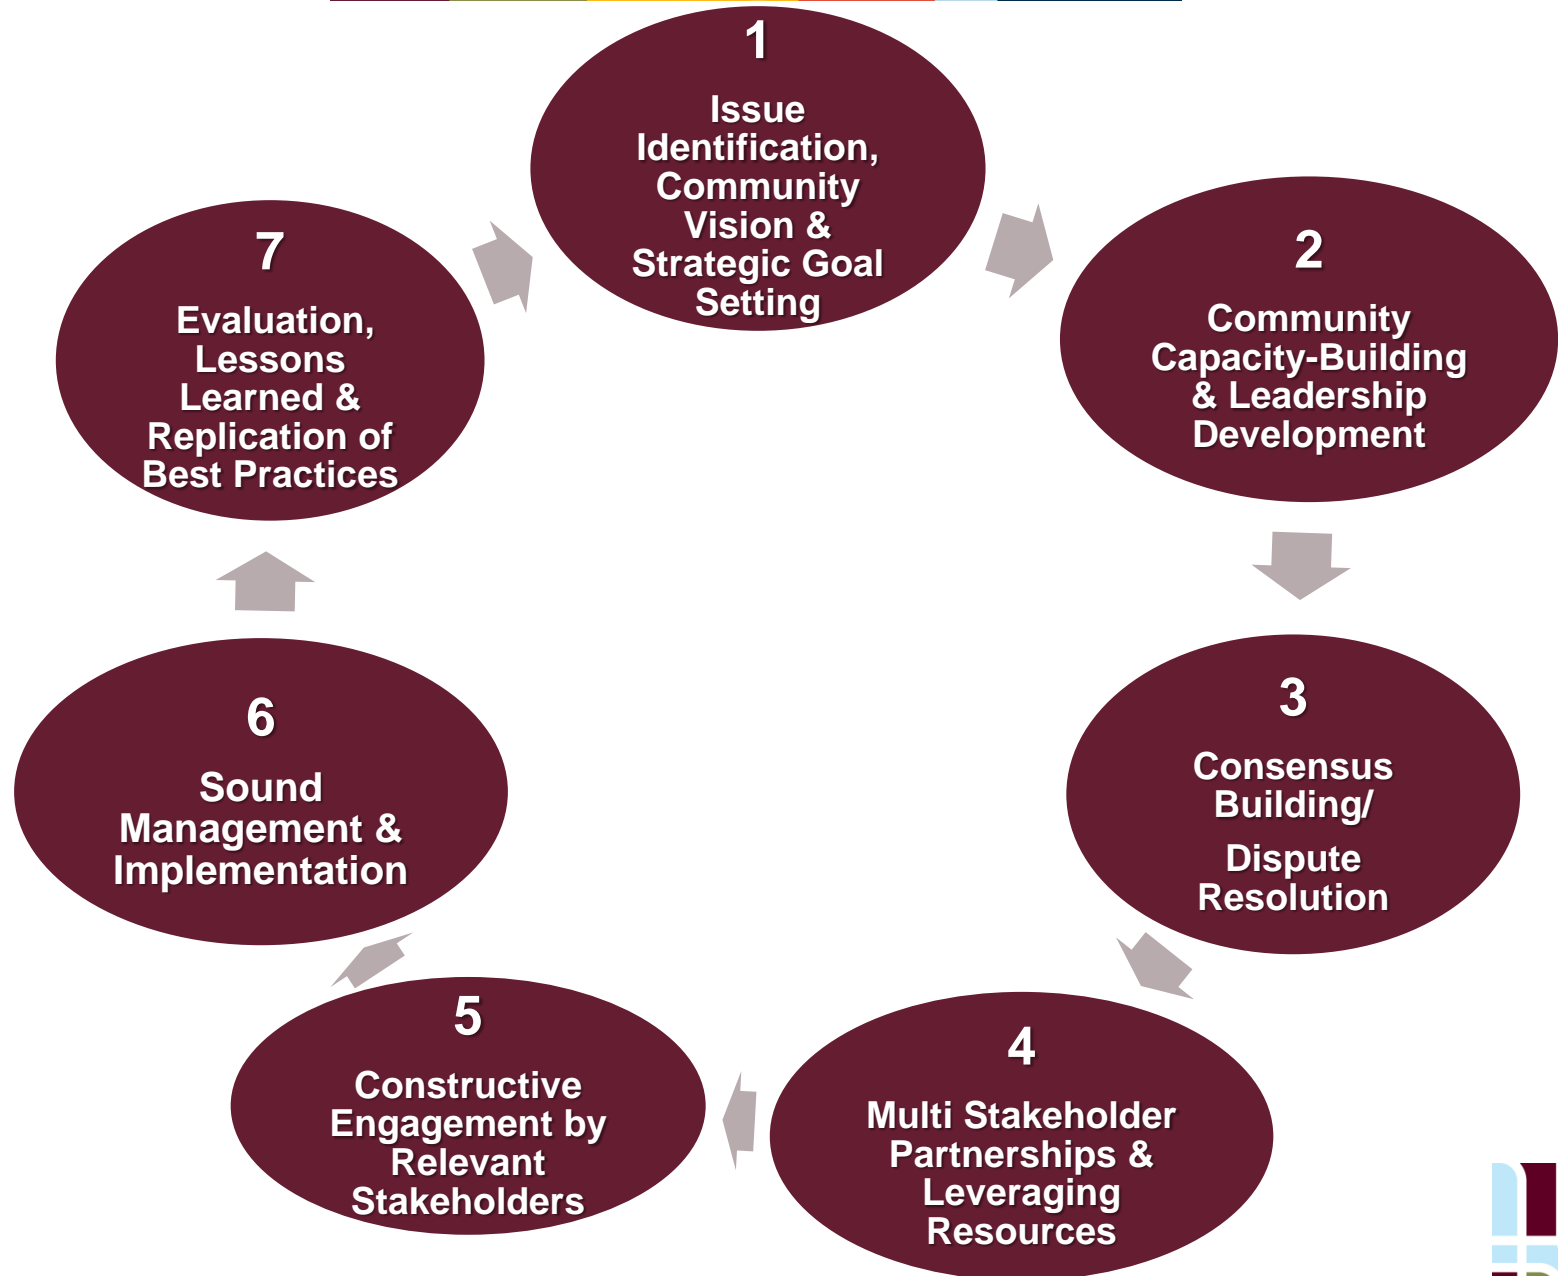 1
Issue
Identification,
Community
Vision &
Strategic Goal
Setting
2
Community
Capacity-Building
& Leadership
Development
3
Consensus
Building/
Dispute
Resolution
4
Multi Stakeholder
Partnerships &
Leveraging
Resources
5
Constructive
Engagement by
Relevant
Stakeholders
6
Sound
Management &
Implementation
7
Evaluation,
Lessons
Learned &
Replication of
Best Practices